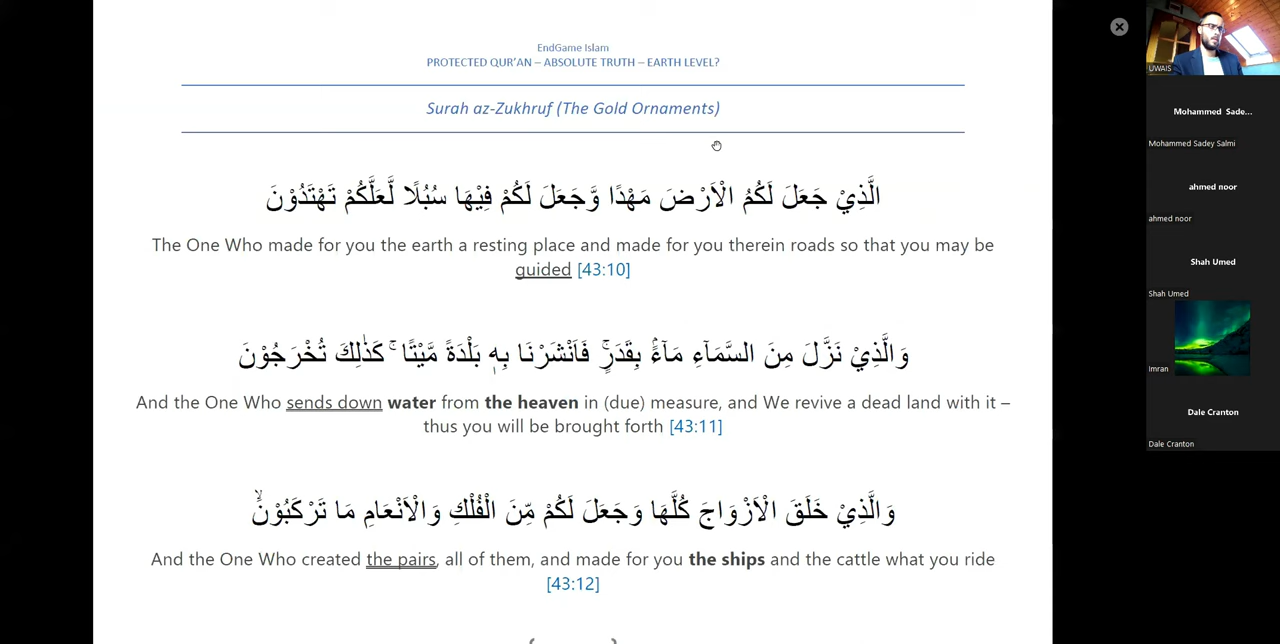 EndGame Islam
PROTECTED QUR'AN – ABSOLUTE TRUTH – EARTH LEVEL?
Surah az-Zukhruf (The Gold Ornaments)
الَّذِيْ جَعَلَ لَكُمُ الْاَرْضَ مَهْدًا وَّجَعَلَ لَكُمْ فِيْهَا سُبُلًا لَّعَلَّكُمْ تَهْتَدُوْنَ
The One Who made for you the earth a resting place and made for you therein roads so that you may be
guided [43:10]
وَالَّذِيْ نَزَّلَ مِنَ السَّمَآءِ مَآءًۢ بِقَدَرٍۚ فَاَنْشَرْنَا بِهٖ بَلْدَةً مَّيْتًا ۚ كَذٰلِكَ تُخْرَجُوْنَ
And the One Who sends down water from the heaven in (due) measure, and We revive a dead land with it –
thus you will be brought forth [43:11]
وَالَّذِيْ خَلَقَ الْاَزْوَاجَ كُلَّهَا وَجَعَلَ لَكُمْ مِّنَ الْفُلْكِ وَالْاَنْعَامِ مَا تَرْكَبُوْنَۙ
And the One Who created the pairs, all of them, and made for you the ships and the cattle what you ride
[43:12]
UWAIS
Mohammed Sade...
Mohammed Sadey Salmi
ahmed noor
ahmed noor
Shah Umed
Shah Umed
Imran
Dale Cranton
Dale Cranton